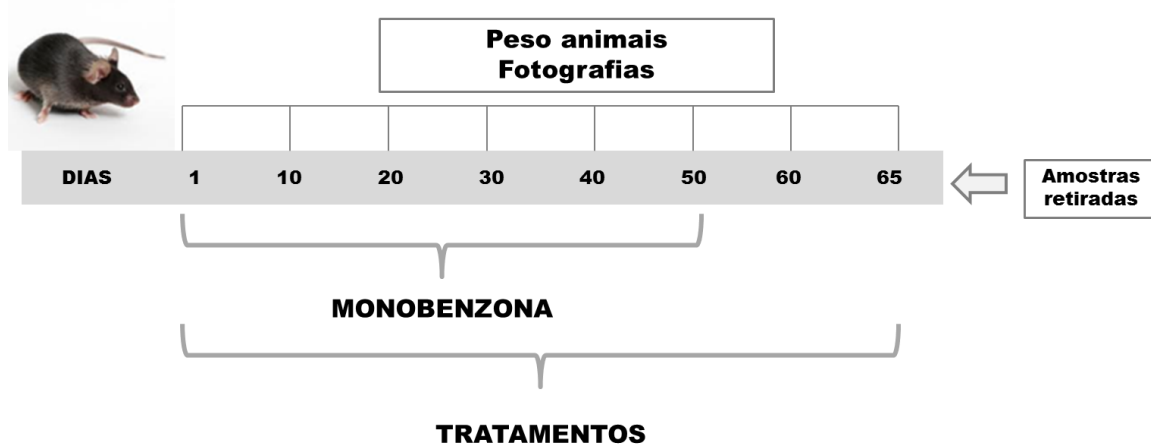 Peso animais
Fotografias
DIAS 1 10 20 30 40 50 60 65
Amostras
retiradas
MONOBENZONA
TRATAMENTOS